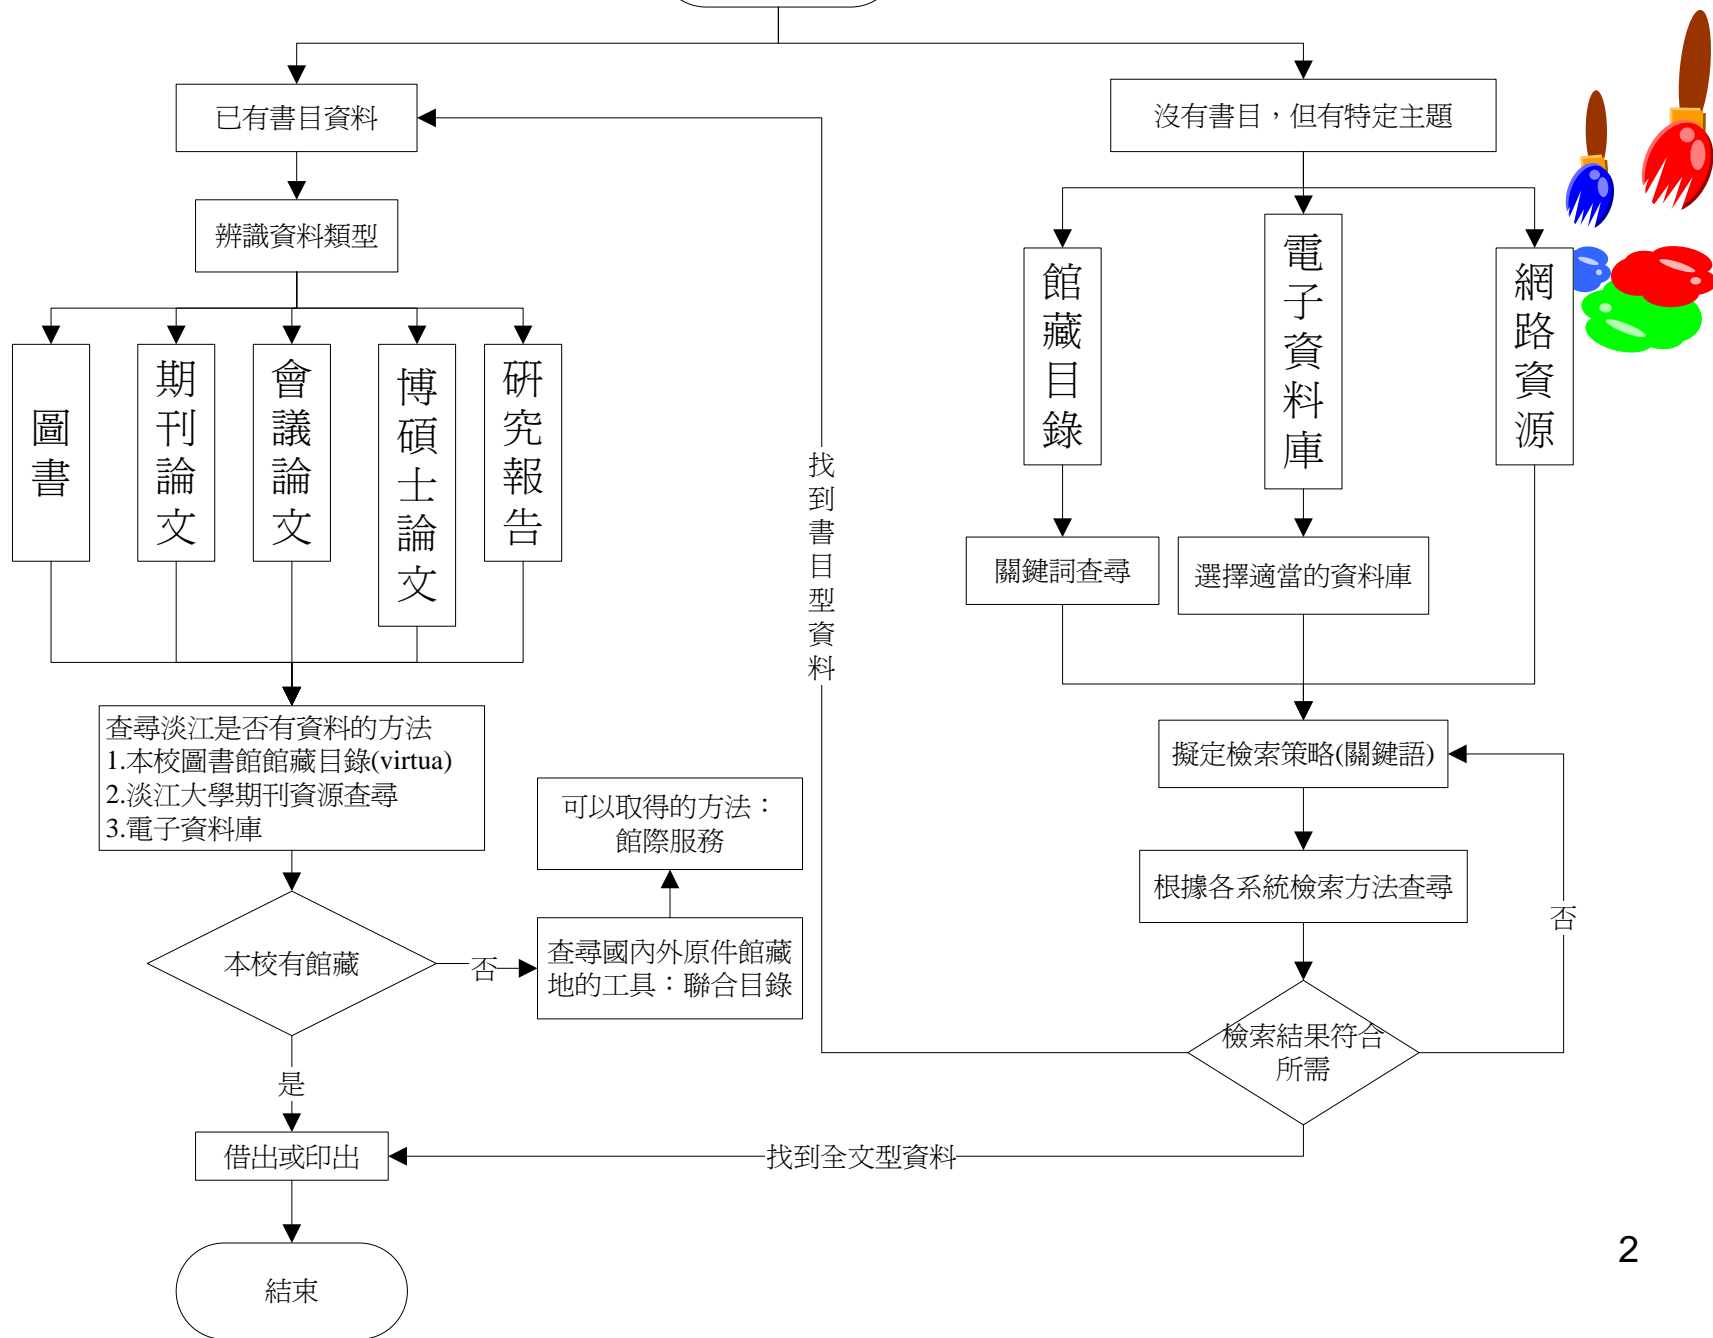 已有書目資料
沒有書目，但有特定主題
辨識資料類型
圖書
期刊論文
會議論文
博碩士論文
研究報告
館藏目錄
電子資料庫
網路資源
找到書目型資料
關鍵詞查尋
選擇適當的資料庫
查尋淡江是否有資料的方法
1.本校圖書館館藏目錄(virtua)
2.淡江大學期刊資源查尋
3.電子資料庫
擬定檢索策略(關鍵語)
可以取得的方法：
館際服務
根據各系統檢索方法查尋
否
本校有館藏
否
查尋國內外原件館藏
地的工具：聯合目錄
檢索結果符合
所需
是
借出或印出
找到全文型資料
結束
2